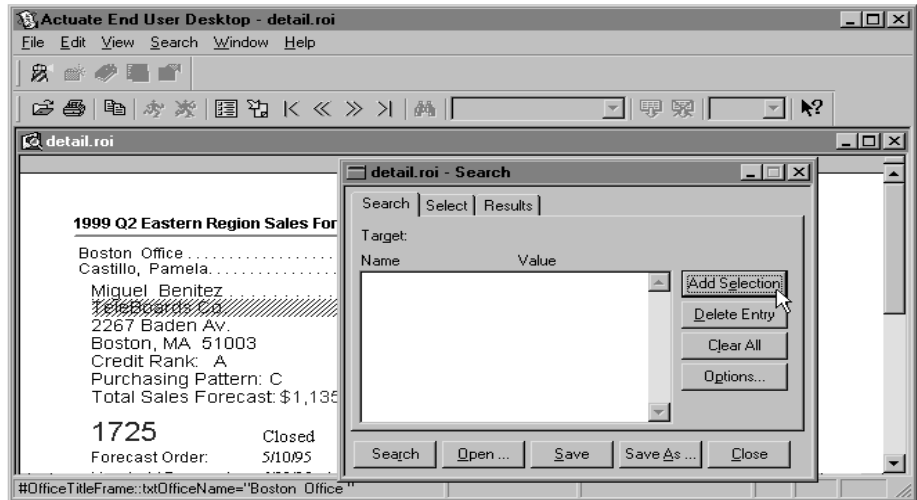 Actuate End User Desktop - detail.roi
File Edit View Search Window Help
detail.roi
1999 Q2 Eastern Region Sales For
Boston Office
Castillo, Pamela
Miguel Benitez
TeleBoards Co.
2267 Baden Av.
Boston, MA 51003
Credit Rank: A
Purchasing Pattern: C
Total Sales Forecast: $1,135
1725 Closed
Forecast Order: 5/10/95
detail.roi - Search
Search Select Results
Target:
Name Value
Add Selection
Delete Entry
Clear All
Options...
Search Open ... Save Save As ... Close
#OfficeTitleFrame::txtOfficeName="Boston Office "